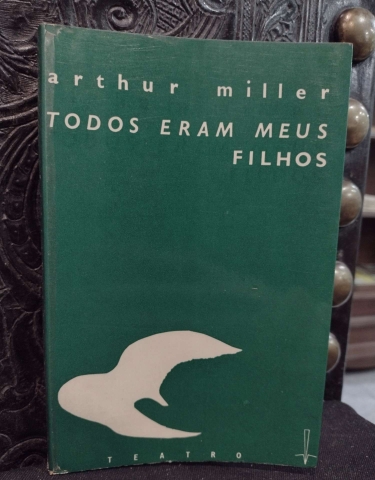 arthur miller
TODOS ERAM MEUS
FILHOS
TEATRO